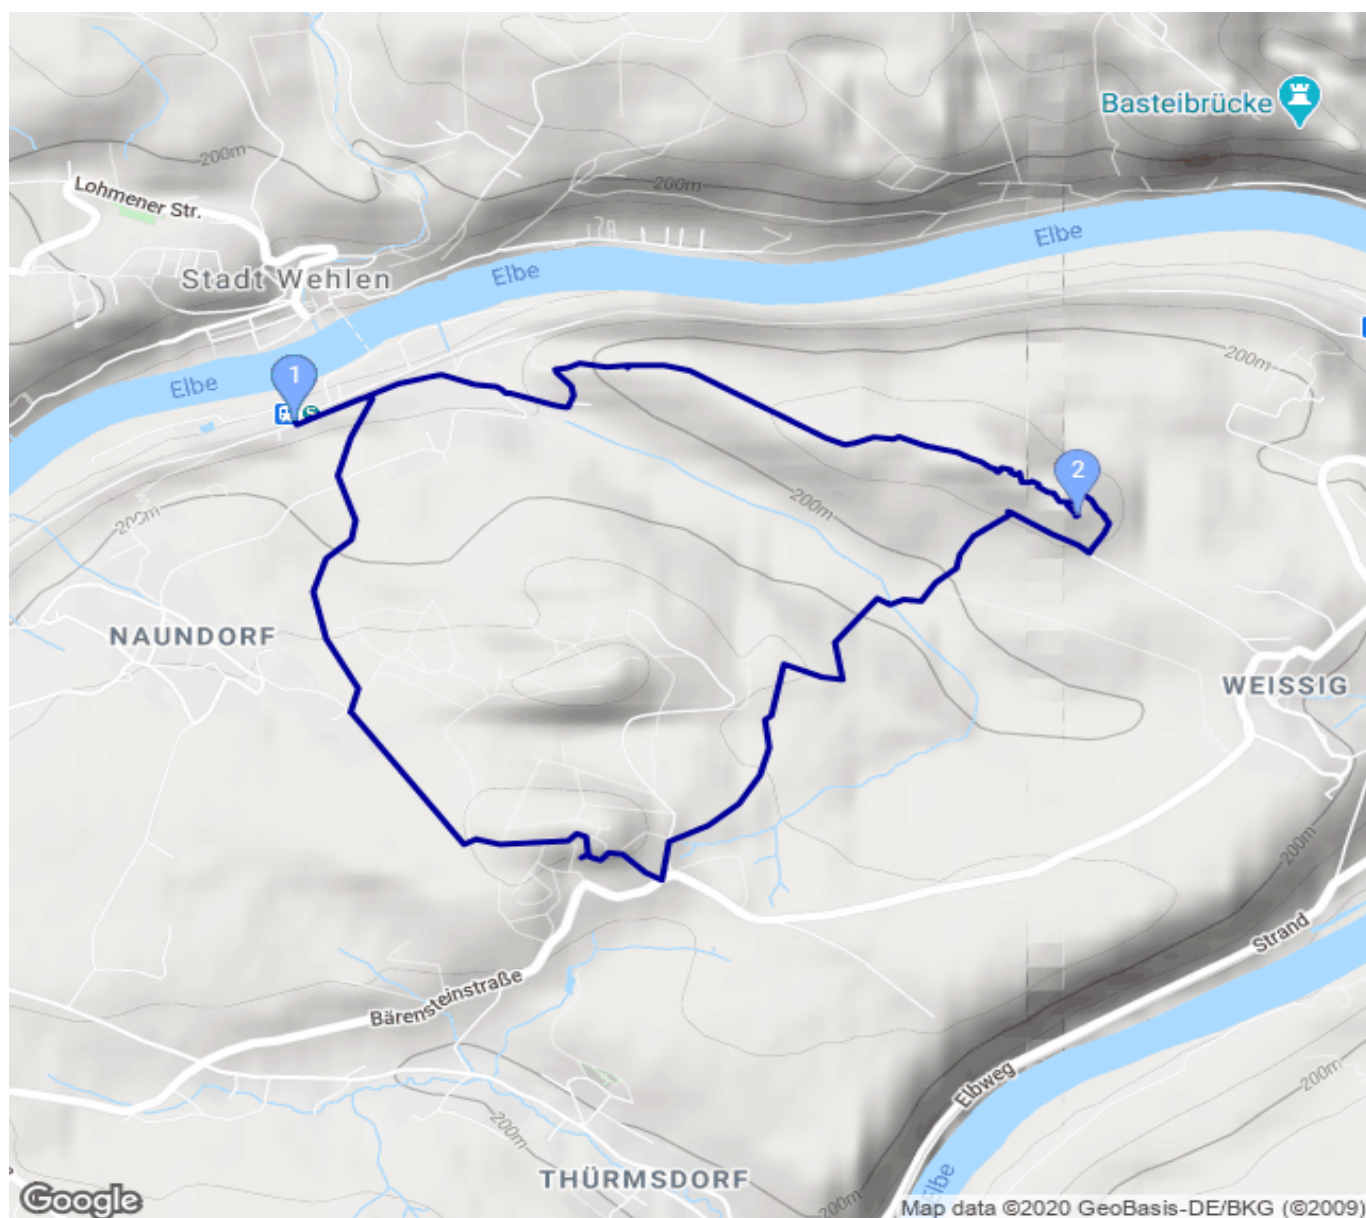 Basteibrücke
200m
200m
Lohmener Str.
Elbe
Stadt Wehlen
Elbe
200m
1
Elbe
2
200m
200m
NAUNDORF
WEISSIG
200m
Strand
Bärensteinstraße
Elbweg
200m
200m
THÜRMSDORF
Elbe
200m
Google
Map data ©2020 GeoBasis-DE/BKG (©2009)